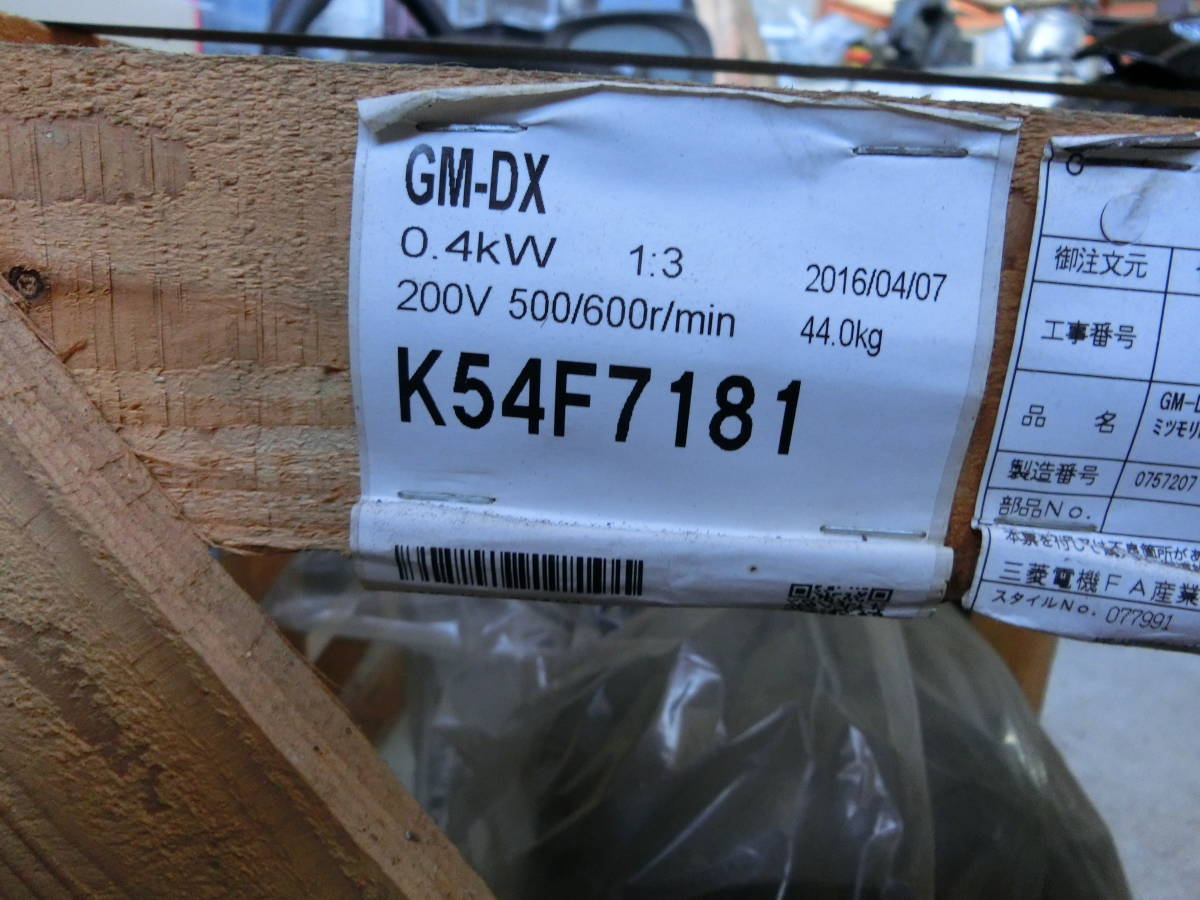 GM-DX
0.4kW 1:3
200V 500/600r/min
2016/04/07
44.0kg
K54F7181
G
御注文元
工事番号
品 名 GM-D
ミツモリ
製造番号 0757207
部品No.
三菱電機FA産業
スタイルNo. 077991